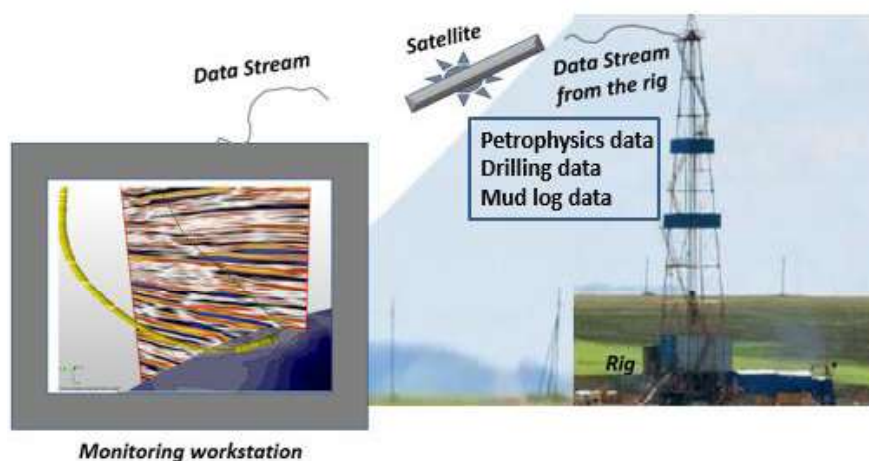 Data Stream
Satellite
Data Stream
from the rig
Petrophysics data
Drilling data
Mud log data
Rig
Monitoring workstation